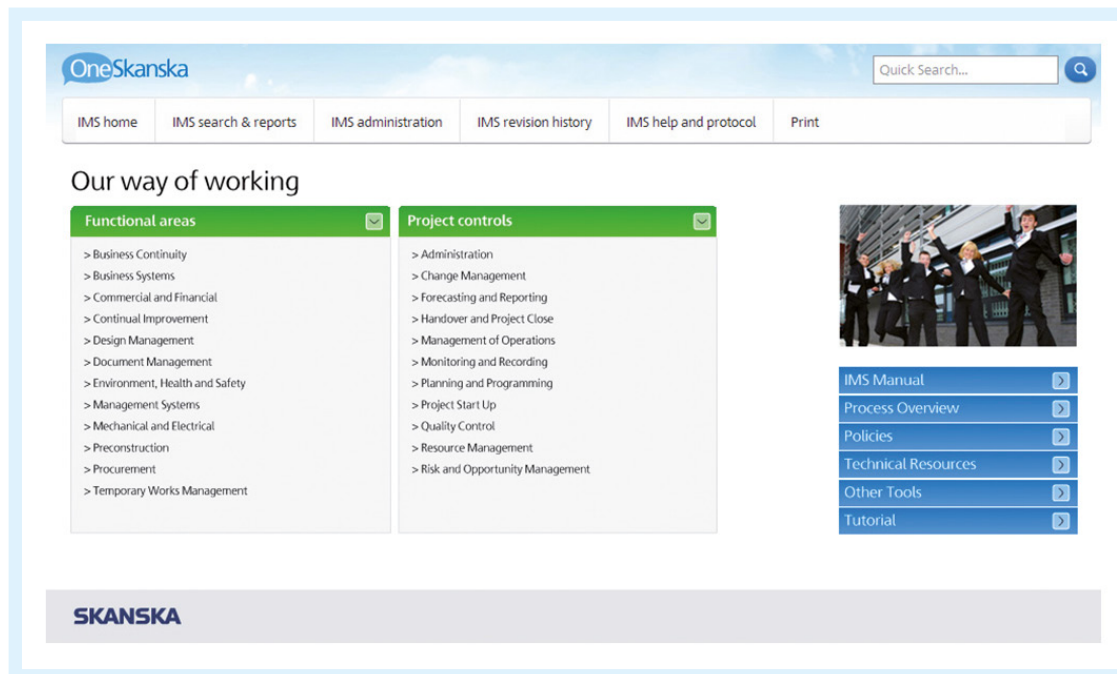 OneSkanska
Quick Search...
IMS home IMS search & reports IMS administration IMS revision history IMS help and protocol Print
Our way of working
Functional areas
> Business Continuity
> Business Systems
> Commercial and Financial
> Continual Improvement
> Design Management
> Document Management
> Environment, Health and Safety
> Management Systems
> Mechanical and Electrical
> Preconstruction
> Procurement
> Temporary Works Management
Project controls
> Administration
> Change Management
> Forecasting and Reporting
> Handover and Project Close
> Management of Operations
> Monitoring and Recording
> Planning and Programming
> Project Start Up
> Quality Control
> Resource Management
> Risk and Opportunity Management
IMS Manual
Process Overview
Policies
Technical Resources
Other Tools
Tutorial
SKANSKA